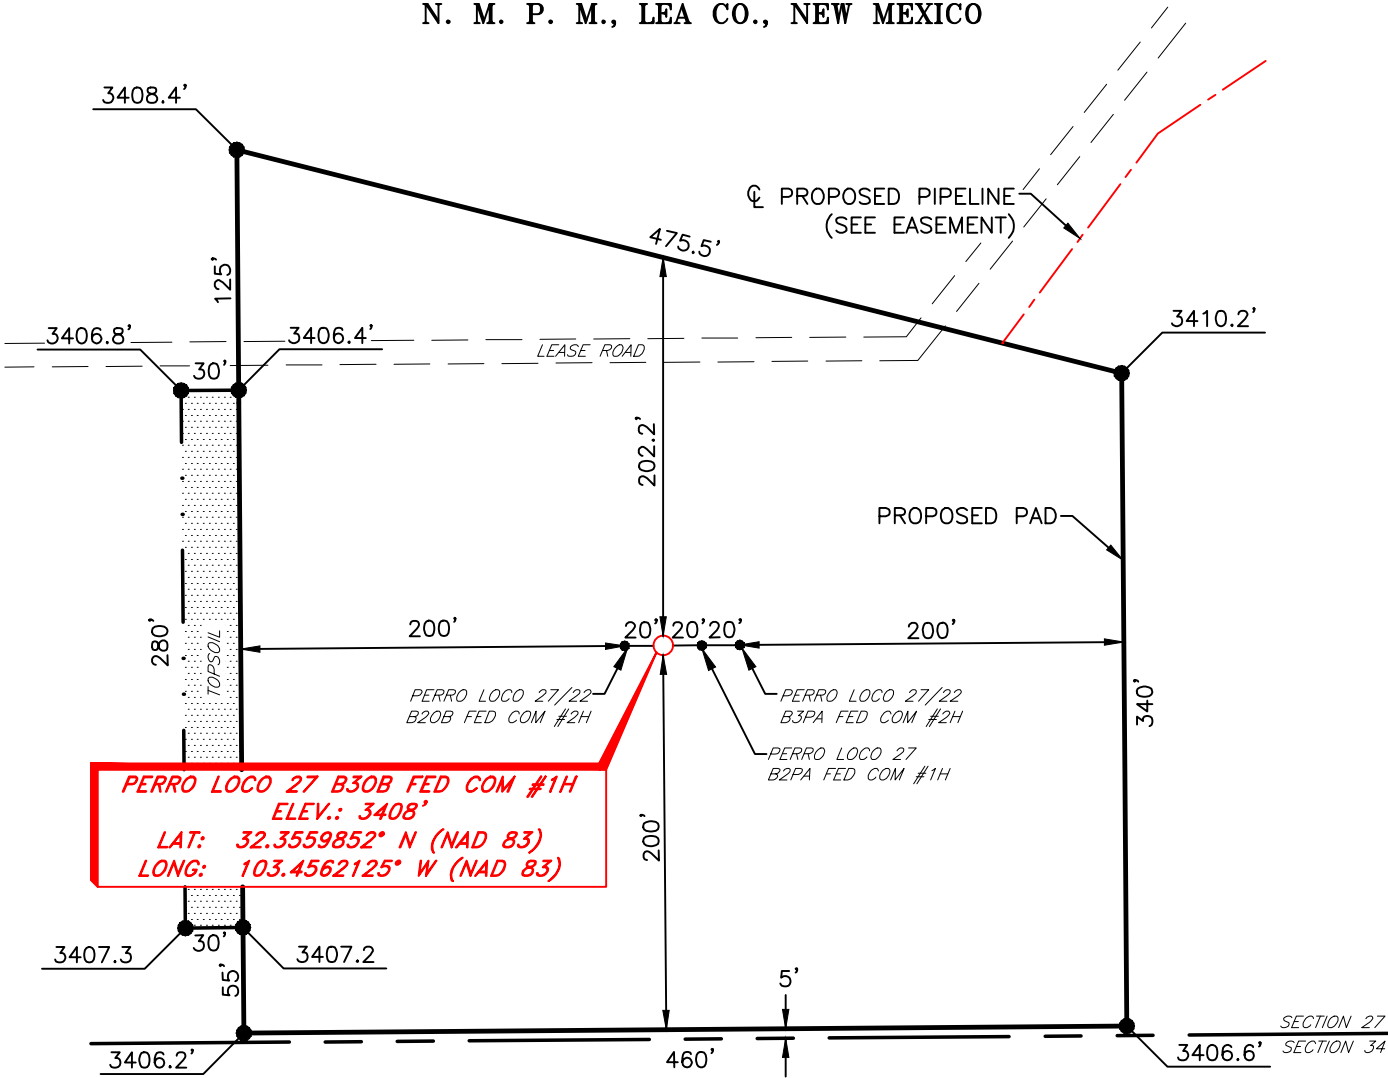 N. M. P. M., LEA CO., NEW MEXICO
3408.4'
℄ PROPOSED PIPELINE
(SEE EASEMENT)
475.5'
125'
3406.8'
3406.4'
3410.2'
LEASE ROAD
30'
202.2'
PROPOSED PAD
280'
TOPSOIL
200'
20'
20'
20'
200'
340'
PERRO LOCO 27/22
B2OB FED COM #2H
PERRO LOCO 27/22
B3PA FED COM #2H
PERRO LOCO 27
B2PA FED COM #1H
PERRO LOCO 27 B3OB FED COM #1H
ELEV.: 3408'
LAT: 32.3559852° N (NAD 83)
LONG: 103.4562125° W (NAD 83)
200'
30'
3407.3
3407.2
55'
5'
SECTION 27
SECTION 34
3406.2'
460'
3406.6'